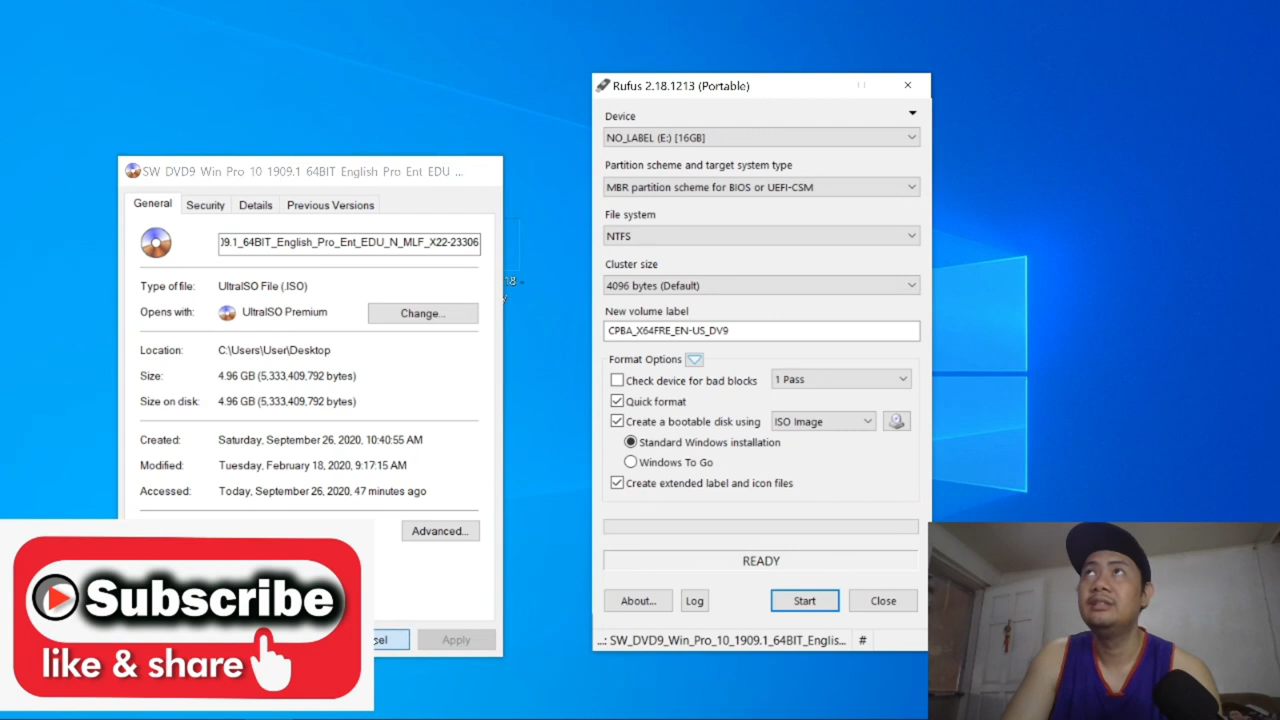 SW DVD9 Win Pro 10 1909.1 64BIT English Pro Ent EDU ...
General
Security
Details
Previous Versions
09.1_64BIT_English_Pro_Ent_EDU_N_MLF_X22-23306
Type of file: UltraISO File (.ISO)
Opens with: UltraISO Premium
Change...
Location: C:\Users\User\Desktop
Size: 4.96 GB (5,333,409,792 bytes)
Size on disk: 4.96 GB (5,333,409,792 bytes)
Created: Saturday, September 26, 2020, 10:40:55 AM
Modified: Tuesday, February 18, 2020, 9:17:15 AM
Accessed: Today, September 26, 2020, 47 minutes ago
Advanced...
cel
Apply
Subscribe
like & share
18 -
y
Rufus 2.18.1213 (Portable)
Device
NO_LABEL (E:) [16GB]
Partition scheme and target system type
MBR partition scheme for BIOS or UEFI-CSM
File system
NTFS
Cluster size
4096 bytes (Default)
New volume label
CPBA_X64FRE_EN-US_DV9
Format Options
Check device for bad blocks
1 Pass
Quick format
Create a bootable disk using
ISO Image
Standard Windows installation
Windows To Go
Create extended label and icon files
READY
About...
Log
Start
Close
...: SW_DVD9_Win_Pro_10_1909.1_64BIT_Englis...
#